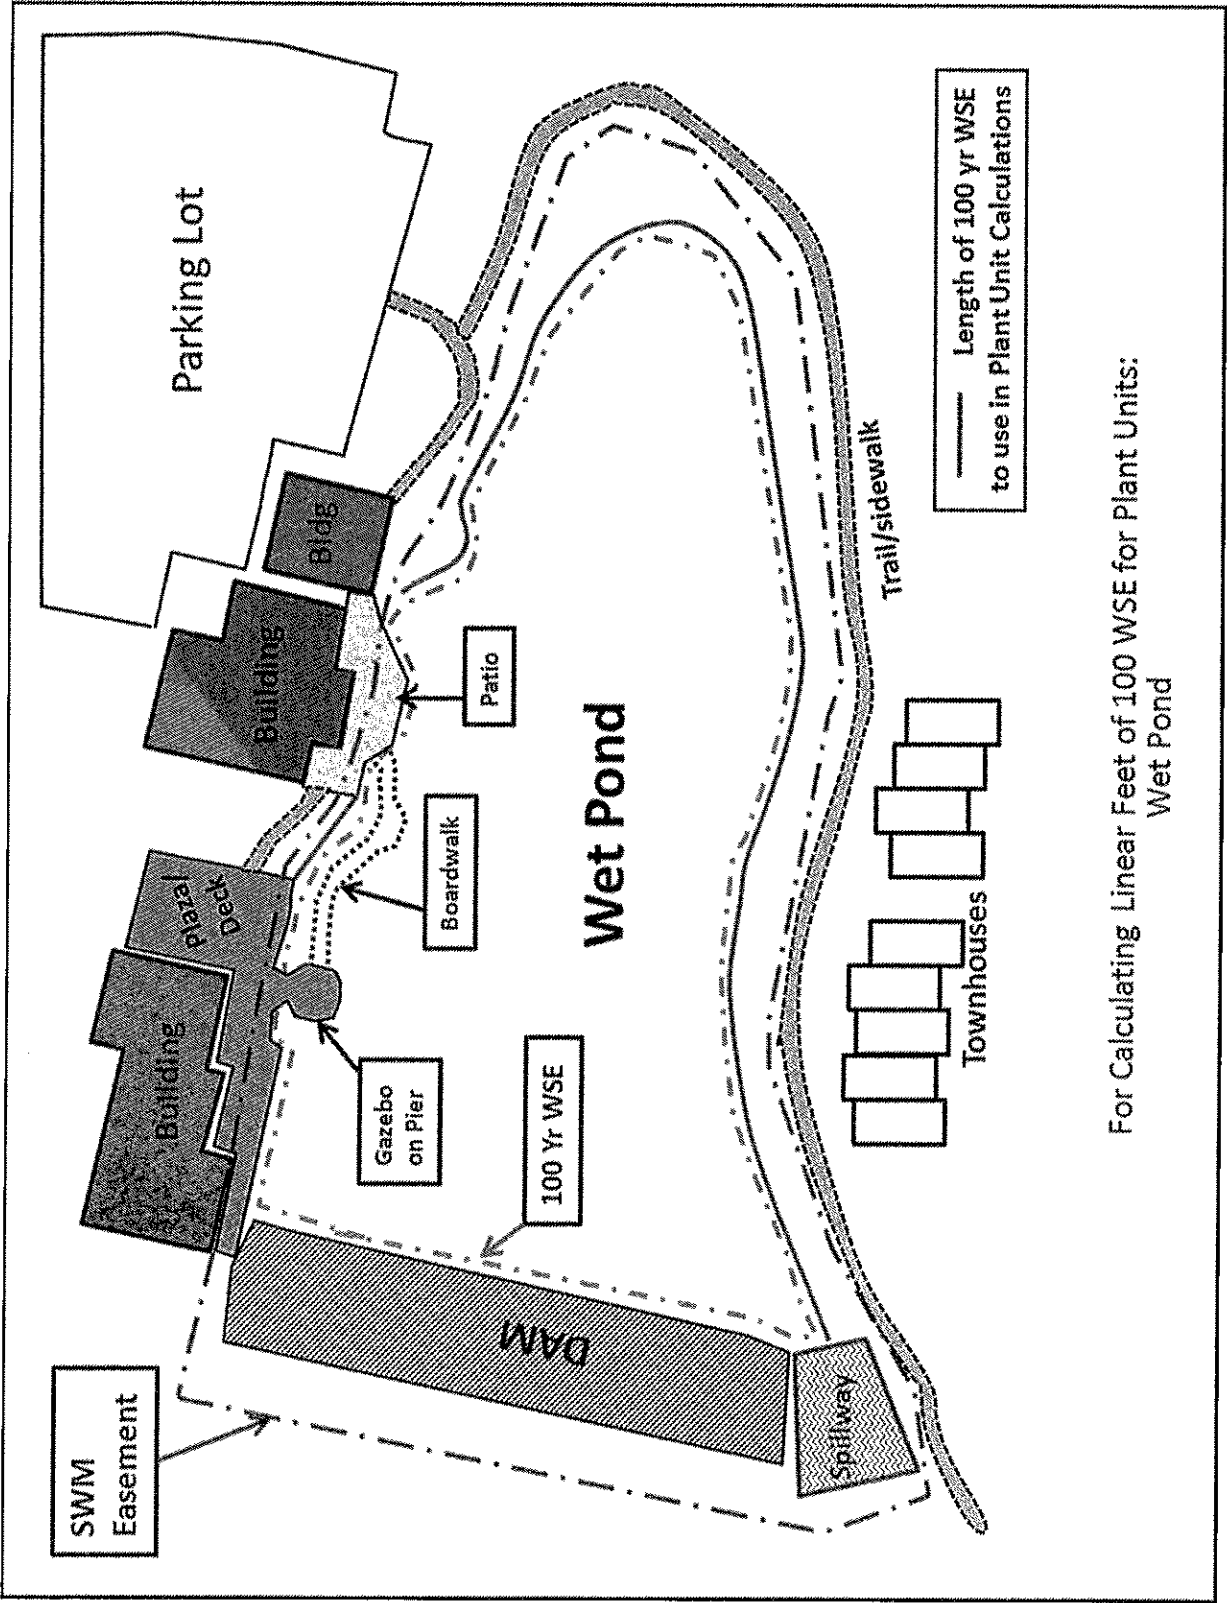 SWM
Easement
Building
Plaza/
Deck
Building
Bldg
Parking Lot
Gazebo
on Pier
Boardwalk
Patio
100 Yr WSE
DAM
Wet Pond
Spillway
Trail/sidewalk
Townhouses
Length of 100 yr WSE
to use in Plant Unit Calculations
For Calculating Linear Feet of 100 WSE for Plant Units:
Wet Pond